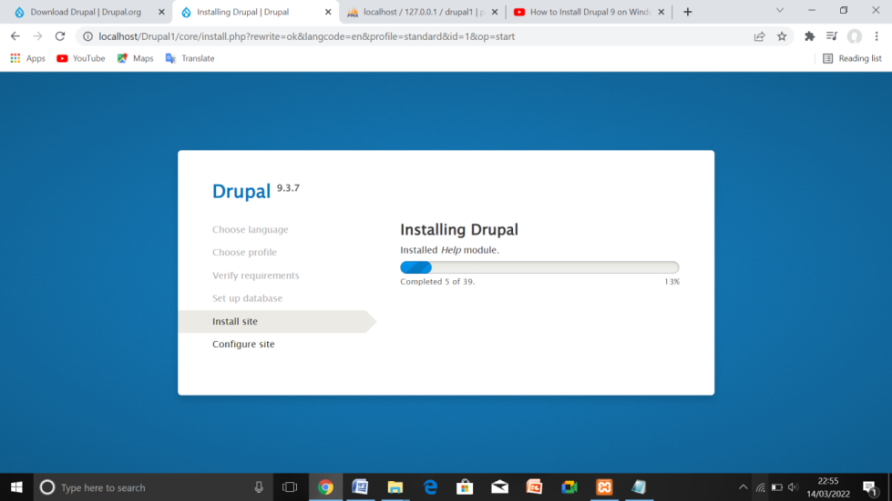 Download Drupal | Drupal.org
Installing Drupal | Drupal
localhost / 127.0.0.1 / drupal1 | p
How to Install Drupal 9 on Wind
localhost/Drupal1/core/install.php?rewrite=ok&langcode=en&profile=standard&id=1&op=start
Apps
YouTube
Maps
Translate
Reading list
Drupal 9.3.7
Choose language
Choose profile
Verify requirements
Set up database
Install site
Configure site
Installing Drupal
Installed Help module.
Completed 5 of 39.
13%
Type here to search
22:55
14/03/2022